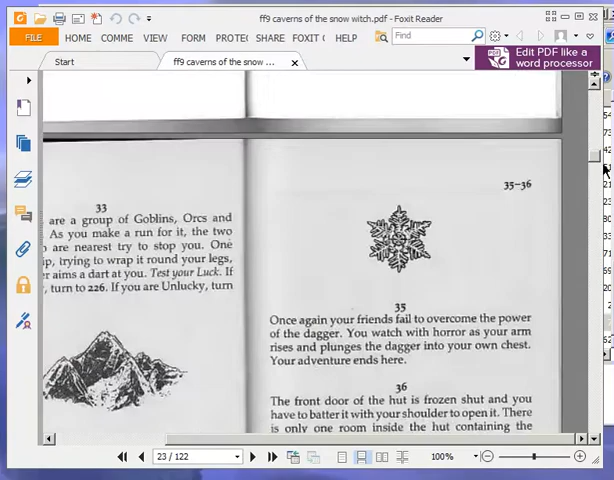 ff9 caverns of the snow witch.pdf - Foxit Reader
FILE HOME COMMENT VIEW FORM PROTE SHARE FOXIT C HELP Find
Start ff9 caverns of the snow ... Edit PDF like a
word processor
33
are a group of Goblins, Orcs and
. As you make a run for it, the two
are nearest try to stop you. One
ip, trying to wrap it round your legs,
er aims a dart at you. Test your Luck. If
, turn to 226. If you are Unlucky, turn
35–36
35
Once again your friends fail to overcome the power
of the dagger. You watch with horror as your arm
rises and plunges the dagger into your own chest.
Your adventure ends here.
36
The front door of the hut is frozen shut and you
have to batter it with your shoulder to open it. There
is only one room inside the hut containing the
23 / 122 100%